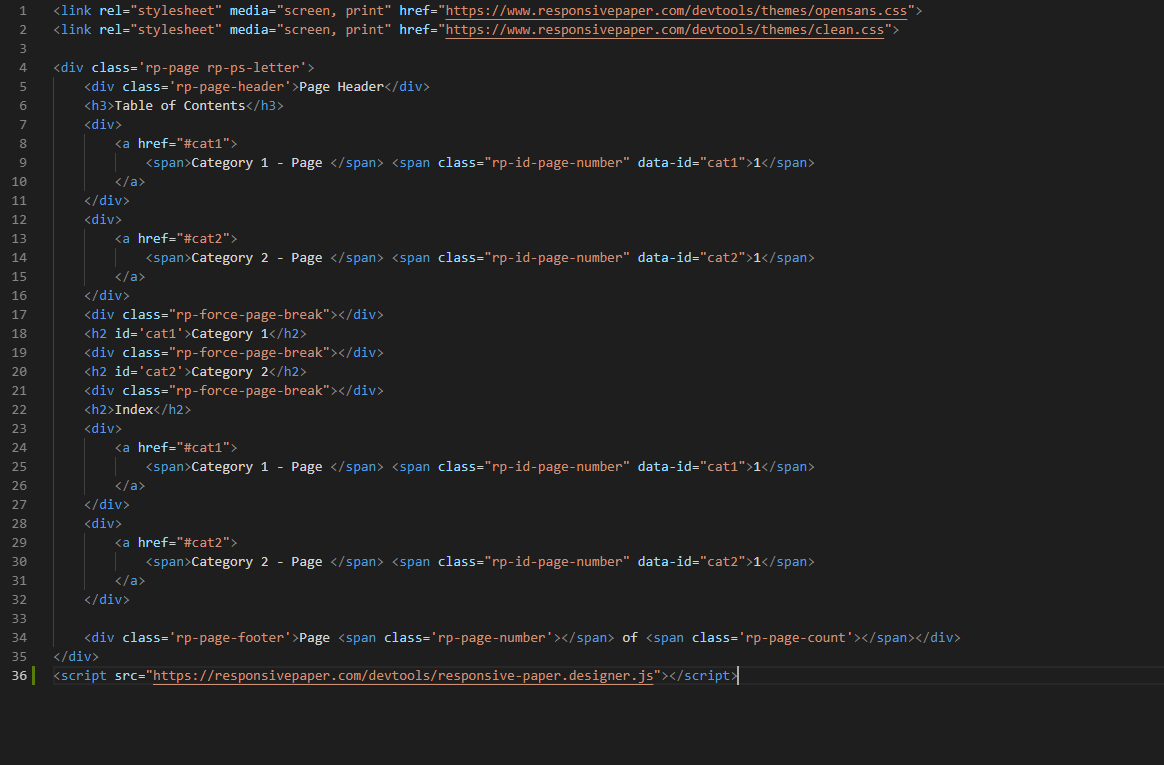 1 <link rel="stylesheet" media="screen, print" href="https://www.responsivepaper.com/devtools/themes/opensans.css">
2 <link rel="stylesheet" media="screen, print" href="https://www.responsivepaper.com/devtools/themes/clean.css">
3
4 <div class='rp-page rp-ps-letter'>
5     <div class='rp-page-header'>Page Header</div>
6     <h3>Table of Contents</h3>
7     <div>
8         <a href="#cat1">
9             <span>Category 1 - Page </span> <span class="rp-id-page-number" data-id="cat1">1</span>
10         </a>
11     </div>
12     <div>
13         <a href="#cat2">
14             <span>Category 2 - Page </span> <span class="rp-id-page-number" data-id="cat2">1</span>
15         </a>
16     </div>
17     <div class="rp-force-page-break"></div>
18     <h2 id='cat1'>Category 1</h2>
19     <div class="rp-force-page-break"></div>
20     <h2 id='cat2'>Category 2</h2>
21     <div class="rp-force-page-break"></div>
22     <h2>Index</h2>
23     <div>
24         <a href="#cat1">
25             <span>Category 1 - Page </span> <span class="rp-id-page-number" data-id="cat1">1</span>
26         </a>
27     </div>
28     <div>
29         <a href="#cat2">
30             <span>Category 2 - Page </span> <span class="rp-id-page-number" data-id="cat2">1</span>
31         </a>
32     </div>
33
34     <div class='rp-page-footer'>Page <span class='rp-page-number'></span> of <span class='rp-page-count'></span></div>
35 </div>
36 <script src="https://responsivepaper.com/devtools/responsive-paper.designer.js"></script>